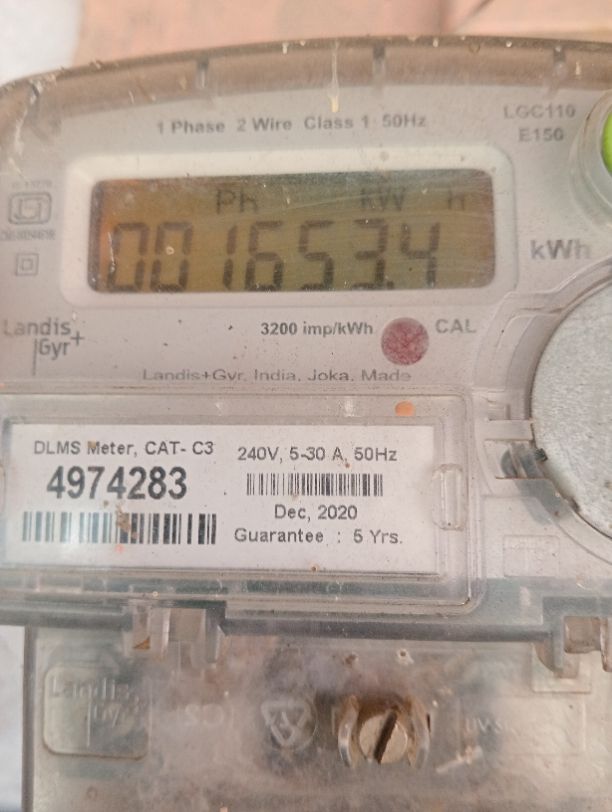 1 Phase 2 Wire Class 1 50Hz
LGC110
E150
Ph kW h
001653.4
kWh
Landis
Gyr+
3200 imp/kWh
CAL
Landis+Gyr, India, Joka, Made
DLMS Meter, CAT- C3
4974283
240V, 5-30 A, 50Hz
Dec, 2020
Guarantee : 5 Yrs.
Landis
Gyr+